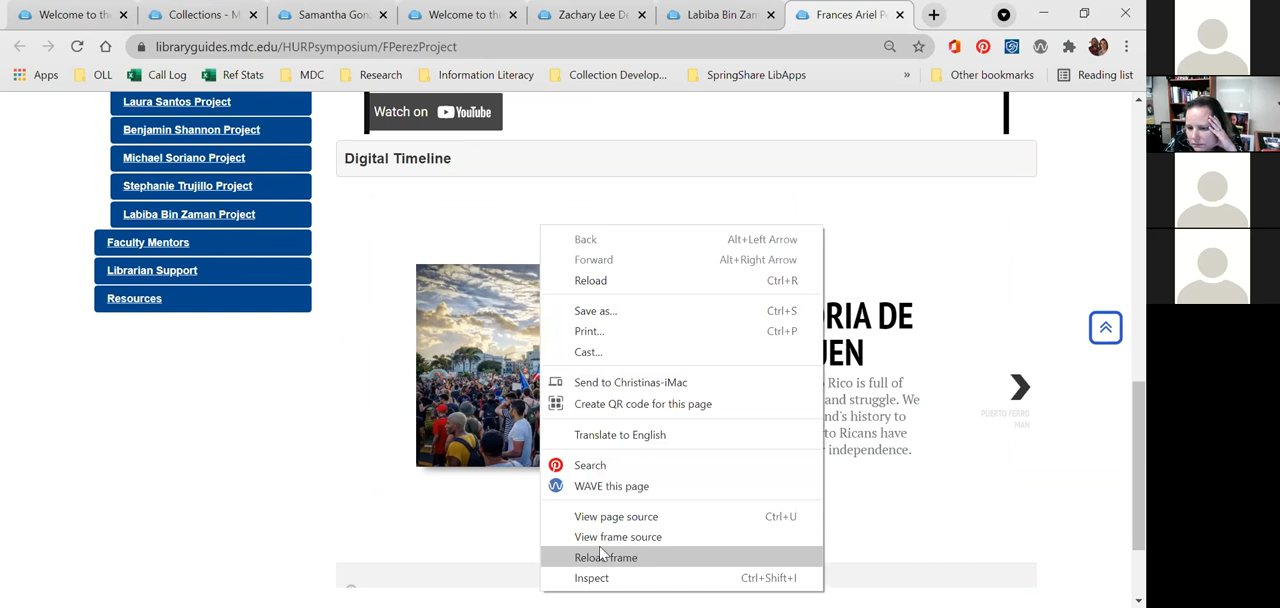 Welcome to the
Collections - M
Samantha Gon
Welcome to the
Zachary Lee De
Labiba Bin Zam
Frances Ariel P
libraryguides.mdc.edu/HURPsymposium/FPerezProject
Apps
OLL
Call Log
Ref Stats
MDC
Research
Information Literacy
Collection Develop...
SpringShare LibApps
»
Other bookmarks
Reading list
Laura Santos Project
Benjamin Shannon Project
Michael Soriano Project
Stephanie Trujillo Project
Labiba Bin Zaman Project
Faculty Mentors
Librarian Support
Resources
Watch on YouTube
Digital Timeline
Back Alt+Left Arrow
Forward Alt+Right Arrow
Reload Ctrl+R
Save as... Ctrl+S
Print... Ctrl+P
Cast...
Send to Christinas-iMac
Create QR code for this page
Translate to English
Search
WAVE this page
View page source Ctrl+U
View frame source
Reload frame
Inspect Ctrl+Shift+I
RIA DE
UEN
Rico is full of
and struggle. We
nd's history to
to Ricans have
independence.
PUERTO FERRO
MAN